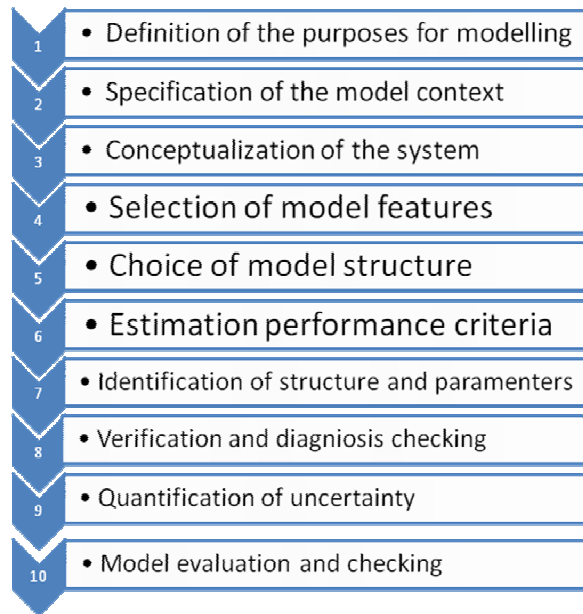 1 • Definition of the purposes for modelling
2 • Specification of the model context
3 • Conceptualization of the system
4 • Selection of model features
5 • Choice of model structure
6 • Estimation performance criteria
7 • Identification of structure and paramenters
8 • Verification and diagniosis checking
9 • Quantification of uncertainty
10 • Model evaluation and checking